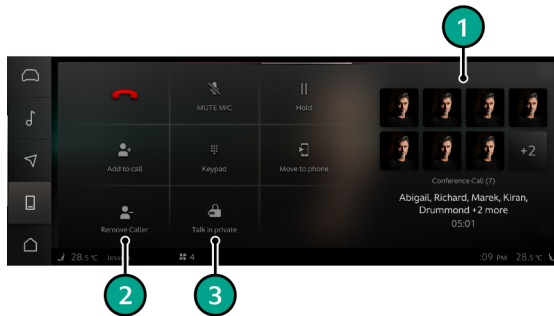 1
MUTE MIC
Hold
Add to call
Keypad
Move to phone
+2
Conference Call (7)
Abigail, Richard, Marek, Kiran,
Drummond +2 more
05:01
Remove Caller
Talk in private
28.5°C
4
:09 PM 28.5°C
2
3